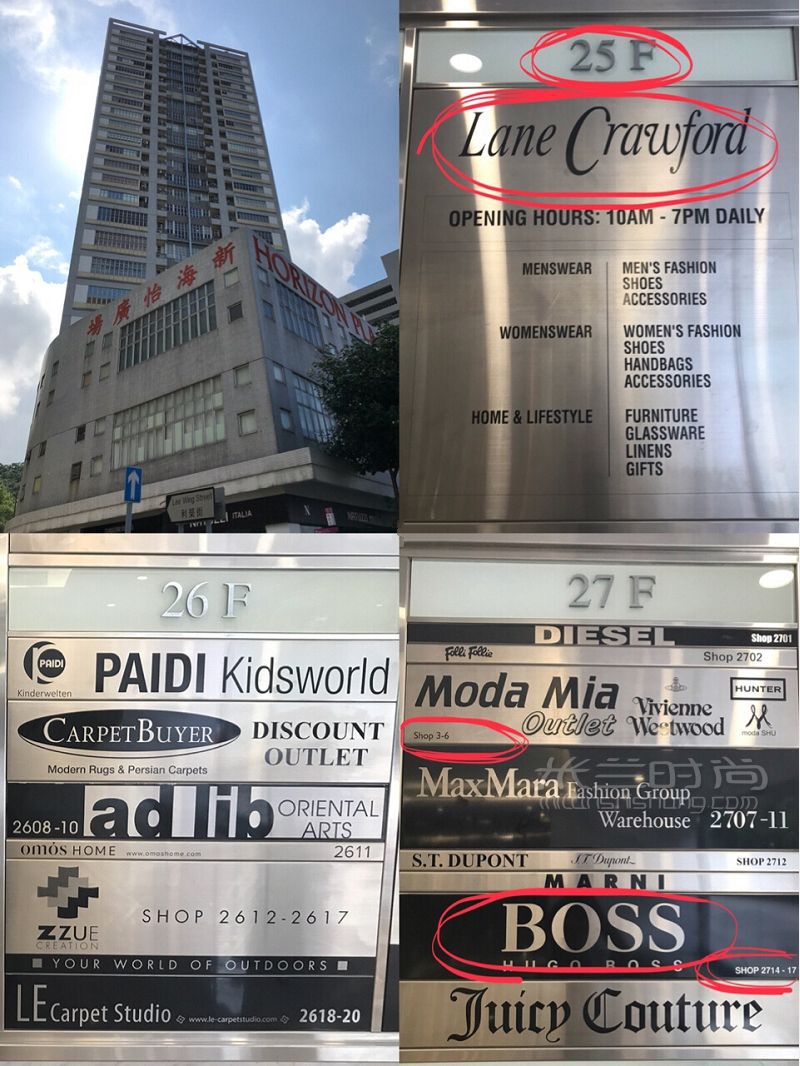 新海怡廣場
HORIZON PL
Lee Wing Street
利榮街
NATUZZI ITALIA
25 F
Lane Crawford
OPENING HOURS: 10AM - 7PM DAILY
MENSWEAR
MEN'S FASHION
SHOES
ACCESSORIES
WOMENSWEAR
WOMEN'S FASHION
SHOES
HANDBAGS
ACCESSORIES
HOME & LIFESTYLE
FURNITURE
GLASSWARE
LINENS
GIFTS
26 F
PAIDI
Kinderwelten
PAIDI Kidsworld
CARPETBUYER
DISCOUNT
OUTLET
Modern Rugs & Persian Carpets
2608-10
ad lib
ORIENTAL
ARTS
omōs HOME www.omoshome.com 2611
ZZUE
CREATION
SHOP 2612-2617
YOUR WORLD OF OUTDOORS
LE Carpet Studio www.le-carpetstudio.com 2618-20
27 F
DIESEL Shop 2701
Folli Follie Shop 2702
Moda Mia
Outlet
Shop 3-6
Vivienne
Westwood
HUNTER
moda SHU
MaxMara Fashion Group
Warehouse 2707-11
S.T. DUPONT S.T. Dupont SHOP 2712
MARNI
BOSS
HUGO BOSS
SHOP 2714 - 17
Juicy Couture